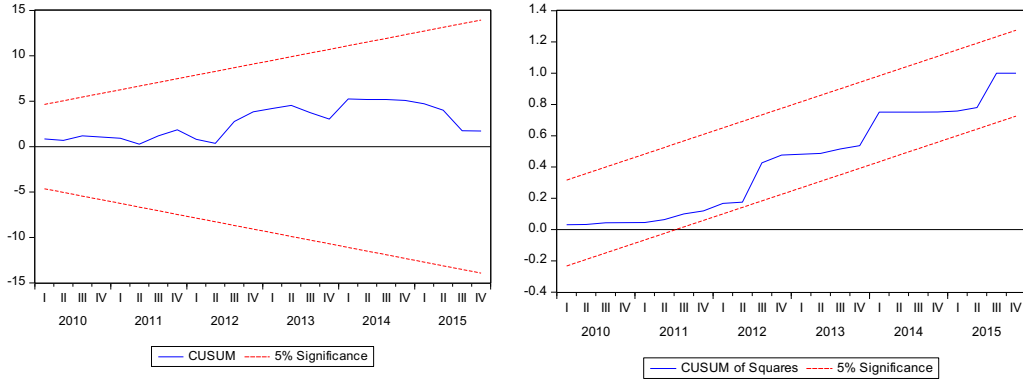 15
10
5
0
-5
-10
-15
I II III IV I II III IV I II III IV I II III IV I II III IV I II III IV
2010 2011 2012 2013 2014 2015
CUSUM 5% Significance
1.4
1.2
1.0
0.8
0.6
0.4
0.2
0.0
-0.2
-0.4
I II III IV I II III IV I II III IV I II III IV I II III IV I II III IV
2010 2011 2012 2013 2014 2015
CUSUM of Squares 5% Significance